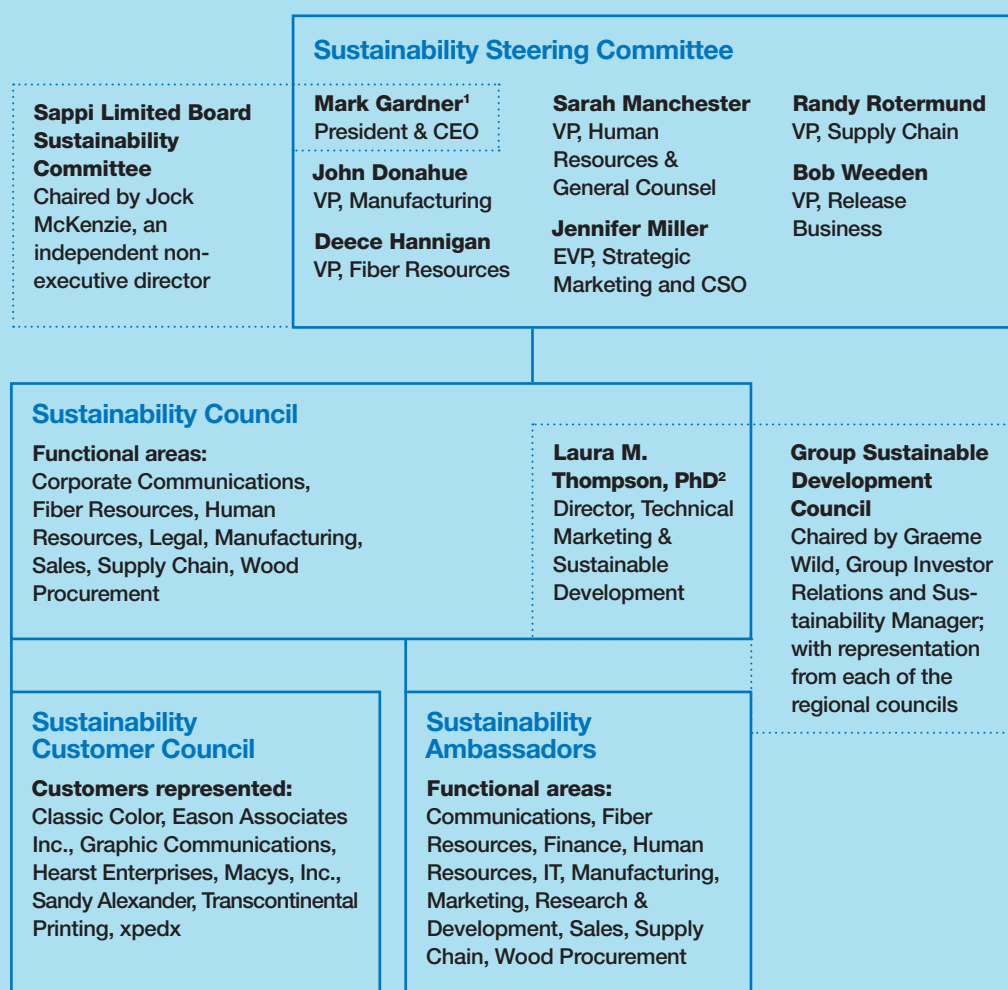 Sustainability Steering Committee
Sappi Limited Board
Sustainability
Committee
Chaired by Jock
McKenzie, an
independent non-
executive director
Mark Gardner¹
President & CEO
John Donahue
VP, Manufacturing
Deece Hannigan
VP, Fiber Resources
Sarah Manchester
VP, Human
Resources &
General Counsel
Jennifer Miller
EVP, Strategic
Marketing and CSO
Randy Rotermund
VP, Supply Chain
Bob Weeden
VP, Release
Business
Sustainability Council
Functional areas:
Corporate Communications,
Fiber Resources, Human
Resources, Legal, Manufacturing,
Sales, Supply Chain, Wood
Procurement
Laura M.
Thompson, PhD²
Director, Technical
Marketing &
Sustainable
Development
Group Sustainable
Development
Council
Chaired by Graeme
Wild, Group Investor
Relations and Sus-
tainability Manager;
with representation
from each of the
regional councils
Sustainability
Customer Council
Customers represented:
Classic Color, Eason Associates
Inc., Graphic Communications,
Hearst Enterprises, Macys, Inc.,
Sandy Alexander, Transcontinental
Printing, xpedx
Sustainability
Ambassadors
Functional areas:
Communications, Fiber
Resources, Finance, Human
Resources, IT, Manufacturing,
Marketing, Research &
Development, Sales, Supply
Chain, Wood Procurement